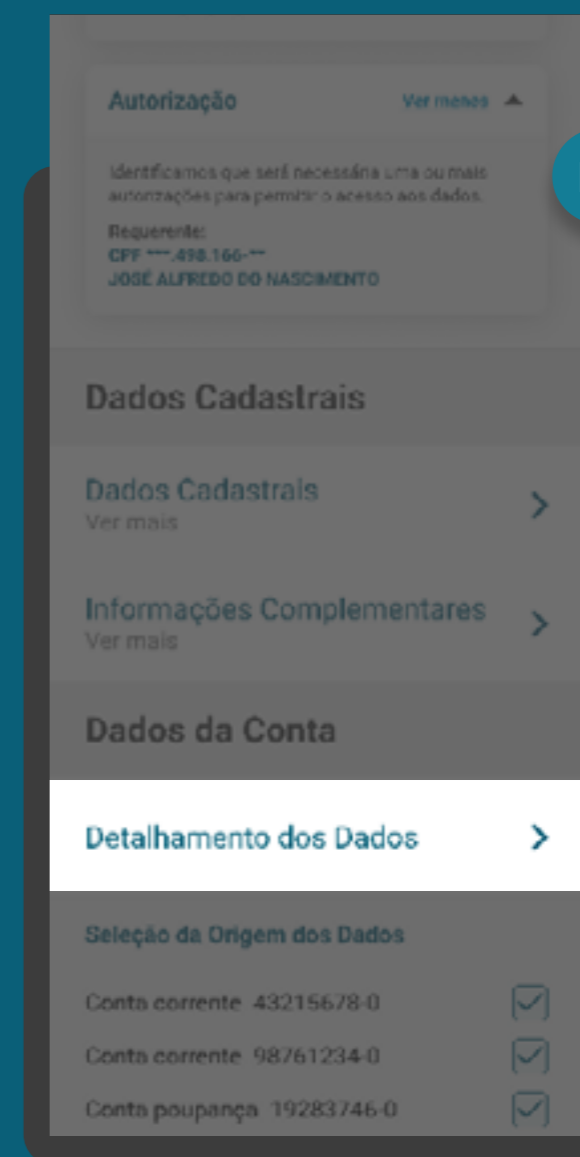 Autorização Ver menos
Identificamos que será necessária uma ou mais
autorizações para permitir o acesso aos dados.
Requerente:
CPF ***.498.166-**
JOSÉ ALFREDO DO NASCIMENTO
Dados Cadastrais
Dados Cadastrais
Ver mais
Informações Complementares
Ver mais
Dados da Conta
Detalhamento dos Dados
Seleção da Origem dos Dados
Conta corrente 43215678-0
Conta corrente 98761234-0
Conta poupança 19283746-0